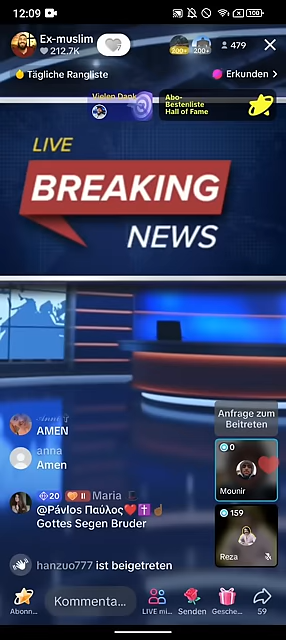 12:09
100
Ex-muslim
212.7K
200+
200+
479
Tägliche Rangliste
Erkunden >
Vielen Dank
Abo-
Bestenliste
Hall of Fame
LIVE
BREAKING
NEWS
AMEN
anna
Amen
20
II
Maria
@Pávlos Παύλος❤️✝️☝️
Gottes Segen Bruder
hanzuo777 ist beigetreten
Anfrage zum
Beitreten
0
Mounir
159
Reza
Abonn...
Kommenta...
LIVE mi...
Senden
Gesche...
59